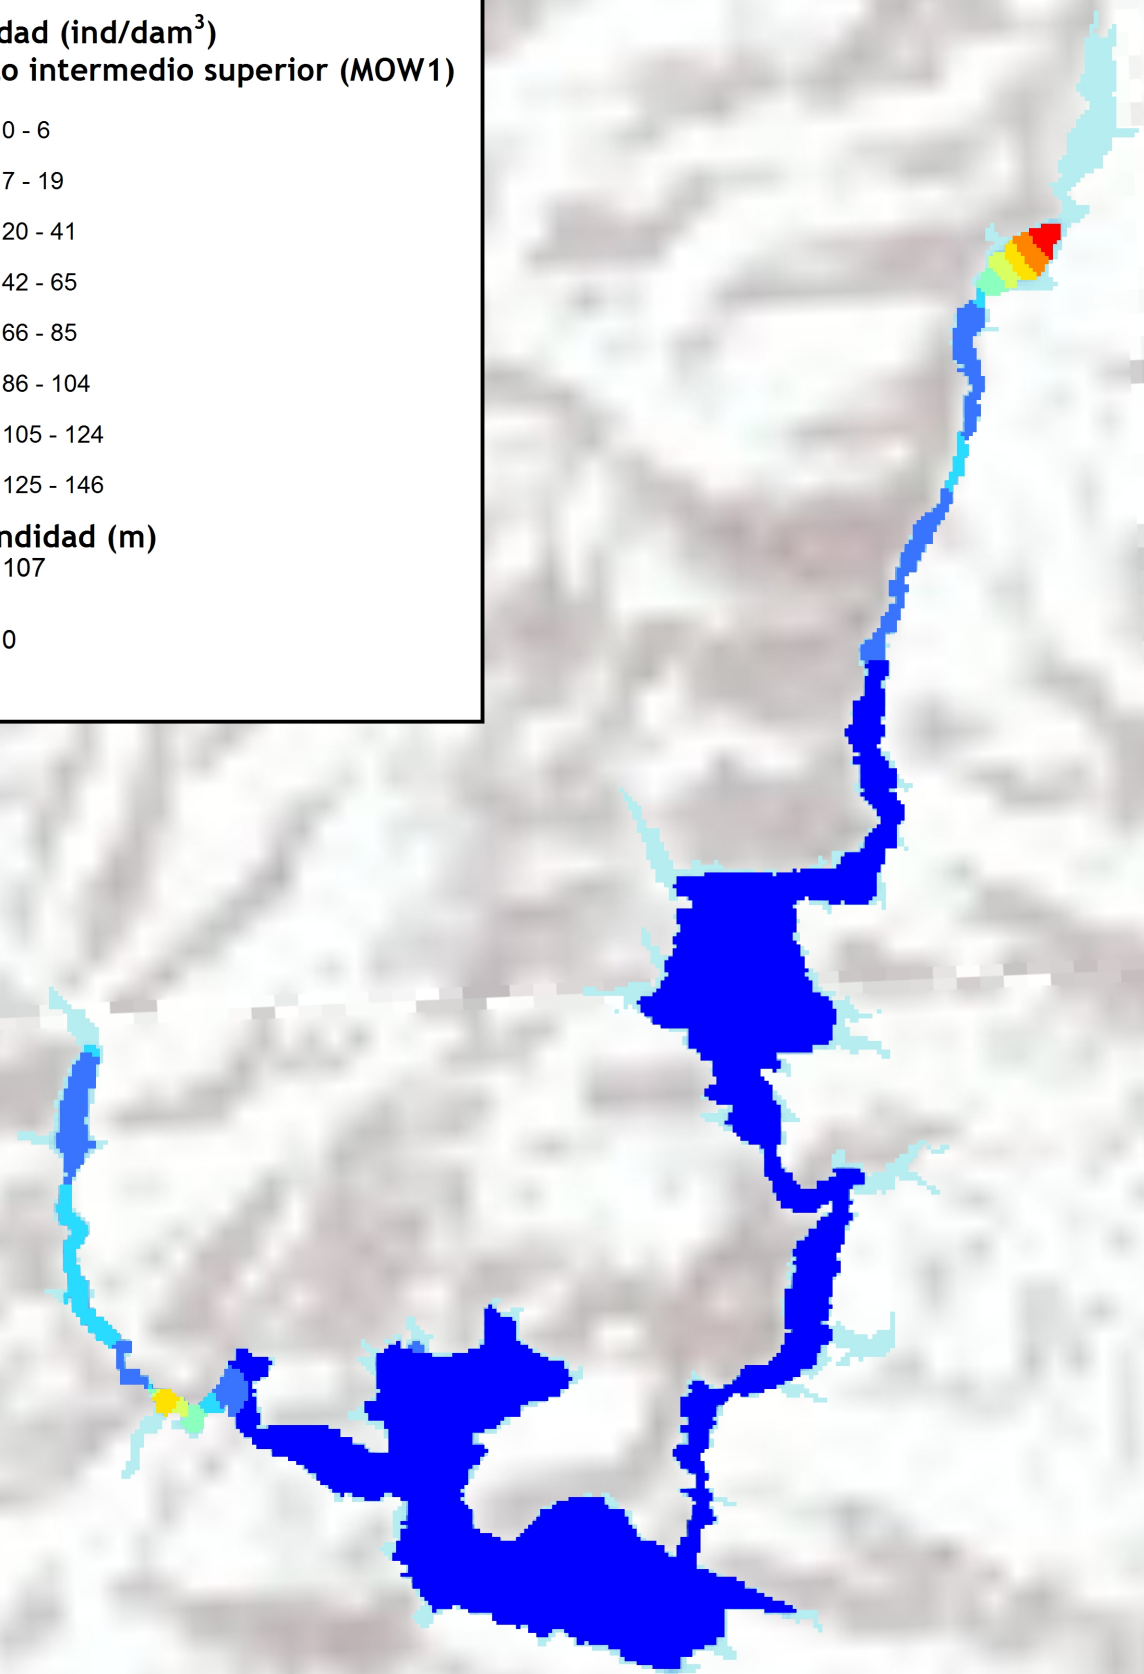 dad (ind/dam³)
o intermedio superior (MOW1)
0 - 6
7 - 19
20 - 41
42 - 65
66 - 85
86 - 104
105 - 124
125 - 146
ndidad (m)
107
0